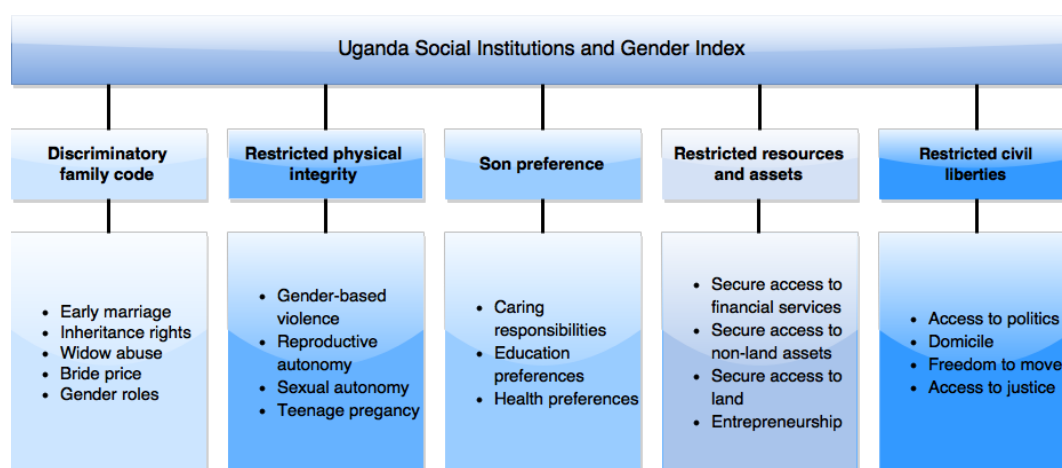 Uganda Social Institutions and Gender Index
Discriminatory
family code
Restricted physical
integrity
Son preference
Restricted resources
and assets
Restricted civil
liberties
• Early marriage
• Inheritance rights
• Widow abuse
• Bride price
• Gender roles
• Gender-based
violence
• Reproductive
autonomy
• Sexual autonomy
• Teenage pregancy
• Caring
responsibilities
• Education
preferences
• Health preferences
• Secure access to
financial services
• Secure access to
non-land assets
• Secure access to
land
• Entrepreneurship
• Access to politics
• Domicile
• Freedom to move
• Access to justice